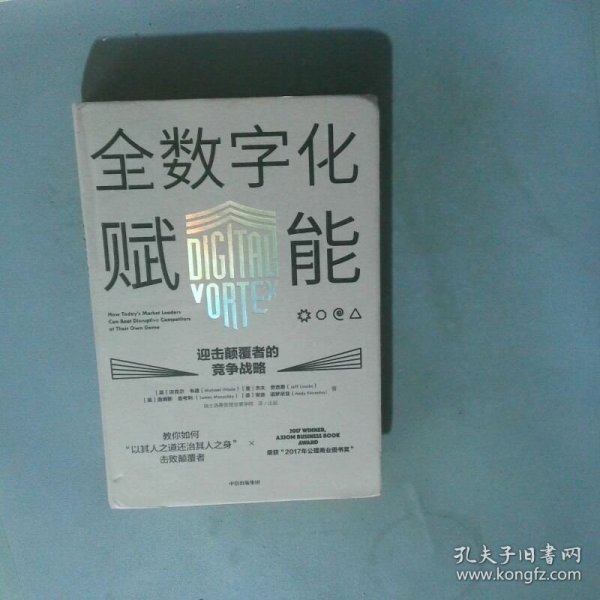 全数字化
赋 能
DIGITAL
VORTEX
How Today's Market Leaders
Can Beat Disruptive Competitors
at Their Own Game
迎击颠覆者的
竞争战略
教你如何
“以其人之道还治其人之身”
击败颠覆者
×
2017 WINNER,
AXIOM BUSINESS BOOK
AWARD
荣获“2017年公理商业图书奖”
中信出版集团
孔夫子旧书网
www.kongfz.com